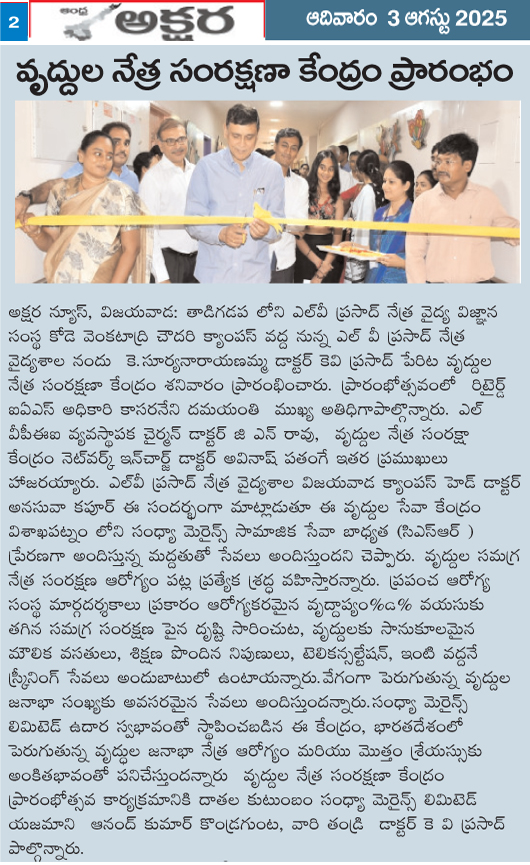 2
ఆంధ్ర
అక్షర
ఆదివారం 3 ఆగస్టు 2025
వృద్దుల నేత్ర సంరక్షణా కేంద్రం ప్రారంభం
అక్షర న్యూస్, విజయవాడ: తాడిగడప లోని ఎల్‌వీ ప్రసాద్ నేత్ర వైద్య విజ్ఞాన
సంస్థ కోడె వెంకటాద్రి చౌదరి క్యాంపస్ వద్ద నున్న ఎల్ వీ ప్రసాద్ నేత్ర
వైద్యశాల నందు కె.సూర్యనారాయణమ్మ డాక్టర్ కెవి ప్రసాద్ పేరిట వృద్దుల
నేత్ర సంరక్షణా కేంద్రం శనివారం ప్రారంభించారు. ప్రారంభోత్సవంలో రిటైర్డ్
ఐఏఎస్ అధికారి కాసరనేని దమయంతి ముఖ్య అతిధిగాపాల్గొన్నారు. ఎల్
వీపీఈఐ వ్యవస్థాపక చైర్మన్ డాక్టర్ జి ఎన్ రావు, వృద్దుల నేత్ర సంరక్షా
కేంద్రం నెట్‌వర్క్ ఇన్‌చార్జ్ డాక్టర్ అవినాష్ పతంగే ఇతర ప్రముఖులు
హాజరయ్యారు. ఎల్‌వీ ప్రసాద్ నేత్ర వైద్యశాల విజయవాడ క్యాంపస్ హెడ్ డాక్టర్
అనసువా కపూర్ ఈ సందర్భంగా మాట్లాడుతూ ఈ వృద్దుల సేవా కేంద్రం
విశాఖపట్నం లోని సంధ్యా మెరైన్స్ సామాజిక సేవా బాధ్యత (సిఎస్ఆర్ )
ప్రేరణగా అందిస్తున్న మద్దతుతో సేవలు అందిస్తుందని చెప్పారు. వృద్దుల సమగ్ర
నేత్ర సంరక్షణ ఆరోగ్యం పట్ల ప్రత్యేక శ్రద్ధ వహిస్తారన్నారు. ప్రపంచ ఆరోగ్య
సంస్థ మార్గదర్శకాలు ప్రకారం ఆరోగ్యకరమైన వృద్దాప్యం%డ% వయసుకు
తగిన సమగ్ర సంరక్షణ పైన దృష్టి సారించుట, వృద్దులకు సానుకూలమైన
మౌలిక వసతులు, శిక్షణ పొందిన నిపుణులు, టెలికన్సల్టేషన్, ఇంటి వద్దనే
స్క్రీనింగ్ సేవలు అందుబాటులో ఉంటాయన్నారు.వేగంగా పెరుగుతున్న వృద్దుల
జనాభా సంఖ్యకు అవసరమైన సేవలు అందిస్తుందన్నారు.సంధ్యా మెరైన్స్
లిమిటెడ్ ఉదార స్వభావంతో స్థాపించబడిన ఈ కేంద్రం, భారతదేశంలో
పెరుగుతున్న వృద్ధుల జనాభా నేత్ర ఆరోగ్యం మరియు మొత్తం శ్రేయస్సుకు
అంకితభావంతో పనిచేస్తుందన్నారు వృద్దుల నేత్ర సంరక్షణా కేంద్రం
ప్రారంభోత్సవ కార్యక్రమానికి దాతల కుటుంబం సంధ్యా మెరైన్స్ లిమిటెడ్
యజమాని ఆనంద్ కుమార్ కొండ్రగుంట, వారి తండ్రి డాక్టర్ కె వి ప్రసాద్
పాల్గొన్నారు.